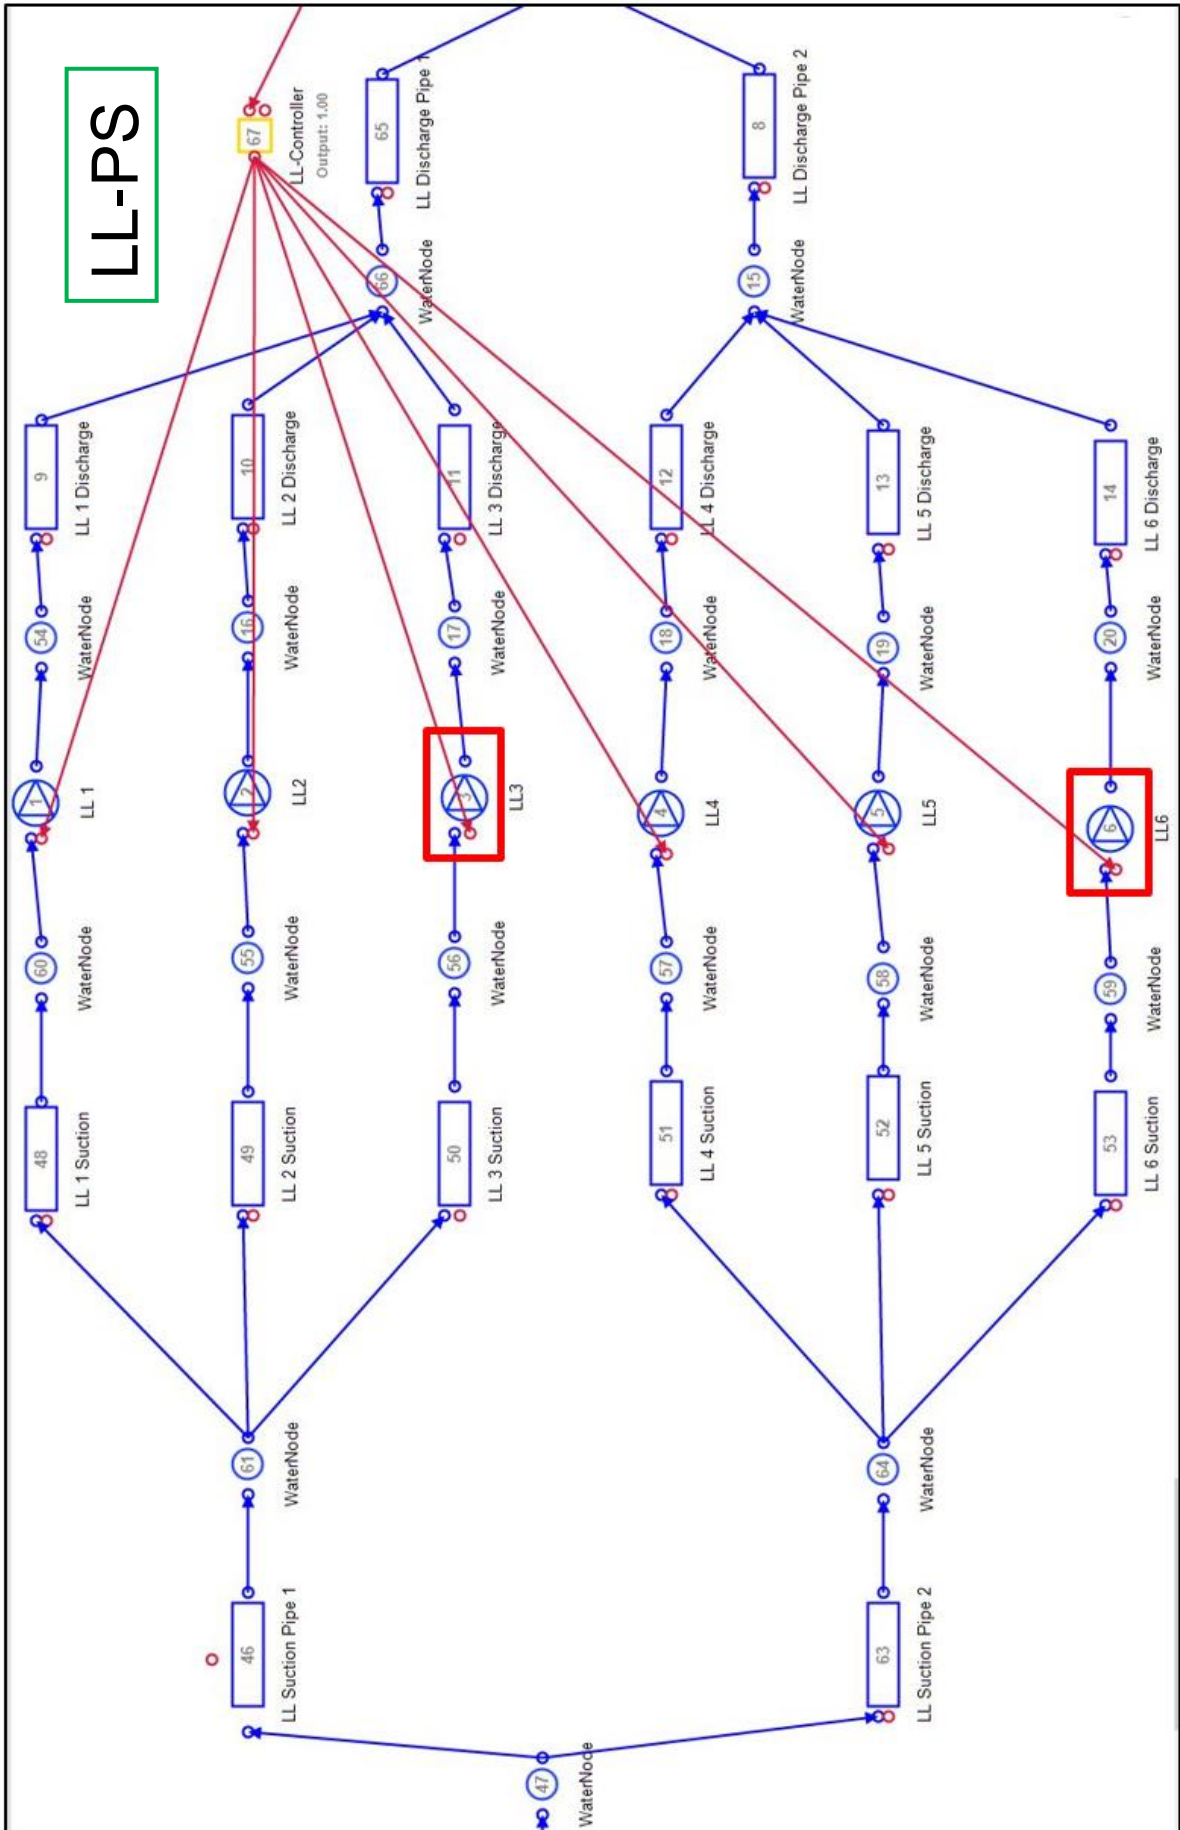 LL-PS
48
LL 1 Suction
60
WaterNode
1
LL 1
54
WaterNode
9
LL 1 Discharge
46
LL Suction Pipe 1
61
WaterNode
49
LL 2 Suction
55
WaterNode
2
LL2
16
WaterNode
10
LL 2 Discharge
67
LL-Controller
Output: 1.00
66
WaterNode
65
LL Discharge Pipe 1
50
LL 3 Suction
56
WaterNode
3
LL3
17
WaterNode
11
LL 3 Discharge
47
WaterNode
51
LL 4 Suction
57
WaterNode
4
LL4
18
WaterNode
12
LL 4 Discharge
15
WaterNode
8
LL Discharge Pipe 2
63
LL Suction Pipe 2
64
WaterNode
52
LL 5 Suction
58
WaterNode
5
LL5
19
WaterNode
13
LL 5 Discharge
53
LL 6 Suction
59
WaterNode
6
LL6
20
WaterNode
14
LL 6 Discharge